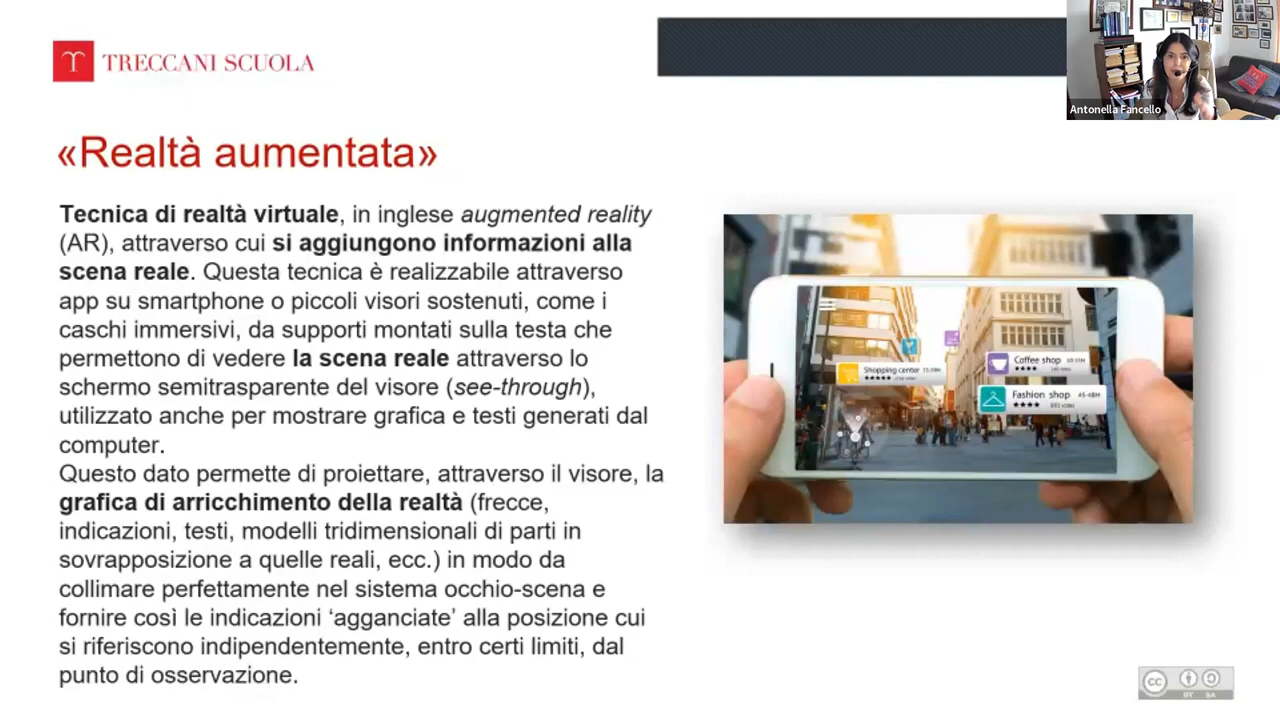 TRECCANI SCUOLA
Antonella Fancello
«Realtà aumentata»
Tecnica di realtà virtuale, in inglese augmented reality
(AR), attraverso cui si aggiungono informazioni alla
scena reale. Questa tecnica è realizzabile attraverso
app su smartphone o piccoli visori sostenuti, come i
caschi immersivi, da supporti montati sulla testa che
permettono di vedere la scena reale attraverso lo
schermo semitrasparente del visore (see-through),
utilizzato anche per mostrare grafica e testi generati dal
computer.
Questo dato permette di proiettare, attraverso il visore, la
grafica di arricchimento della realtà (frecce,
indicazioni, testi, modelli tridimensionali di parti in
sovrapposizione a quelle reali, ecc.) in modo da
collimare perfettamente nel sistema occhio-scena e
fornire così le indicazioni ‘agganciate’ alla posizione cui
si riferiscono indipendentemente, entro certi limiti, dal
punto di osservazione.
Shopping center
Coffee shop
Fashion shop
45-48M
cc
BY SA